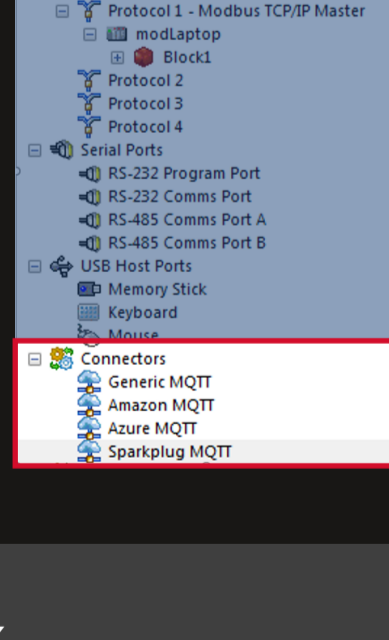 Protocol 1 - Modbus TCP/IP Master
modLaptop
Block1
Protocol 2
Protocol 3
Protocol 4
Serial Ports
RS-232 Program Port
RS-232 Comms Port
RS-485 Comms Port A
RS-485 Comms Port B
USB Host Ports
Memory Stick
Keyboard
Mouse
Connectors
Generic MQTT
Amazon MQTT
Azure MQTT
Sparkplug MQTT